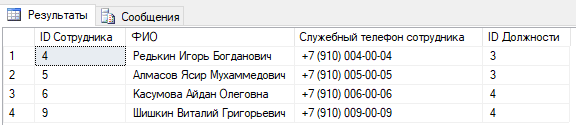 Результаты Сообщения
ID Сотрудника ФИО Служебный телефон сотрудника ID Должности
1 4 Редькин Игорь Богданович +7 (910) 004-00-04 3
2 5 Алмасов Ясир Мухаммедович +7 (910) 005-00-05 3
3 6 Касумова Айдан Олеговна +7 (910) 006-00-06 4
4 9 Шишкин Виталий Григорьевич +7 (910) 009-00-09 4